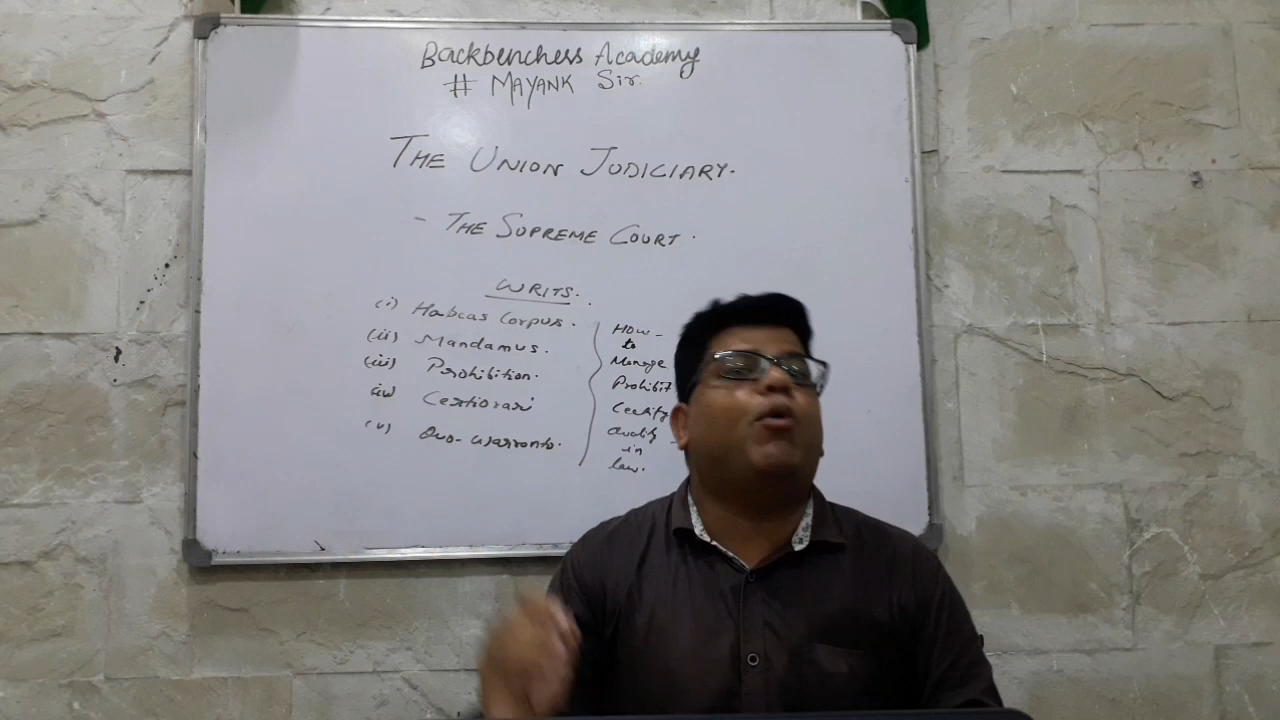 Backbenchers Academy
# MAYANK Sir.
THE UNION JUDICIARY.
- THE SUPREME COURT.
WRITS.
(i) Habeas Corpus.
(ii) Mandamus.
(iii) Prohibition.
iv) Certiorari
(v) Quo-warranto.
How-
to
Manage
Prohibit
Certify
Quality
in
law.